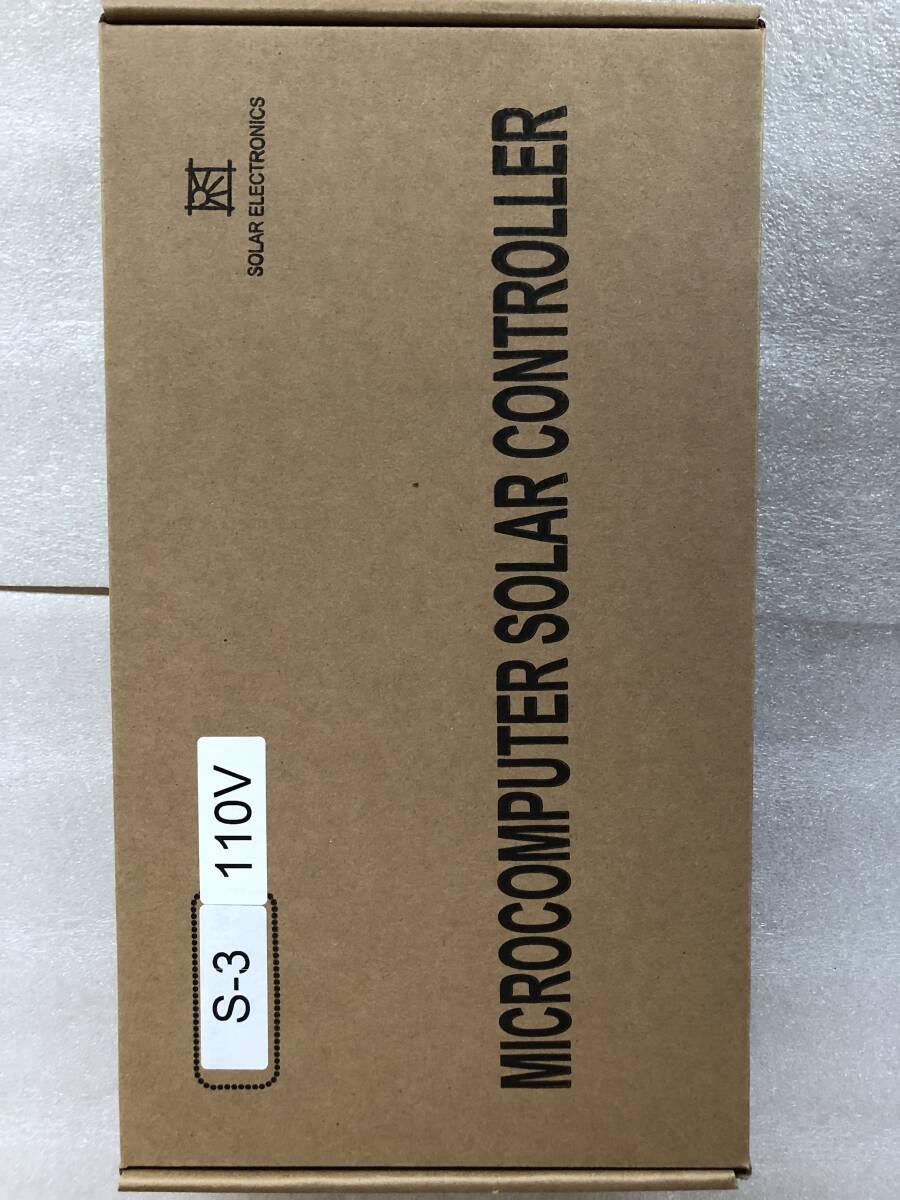 S-3
110V
SOLAR ELECTRONICS
MICROCOMPUTER SOLAR CONTROLLER